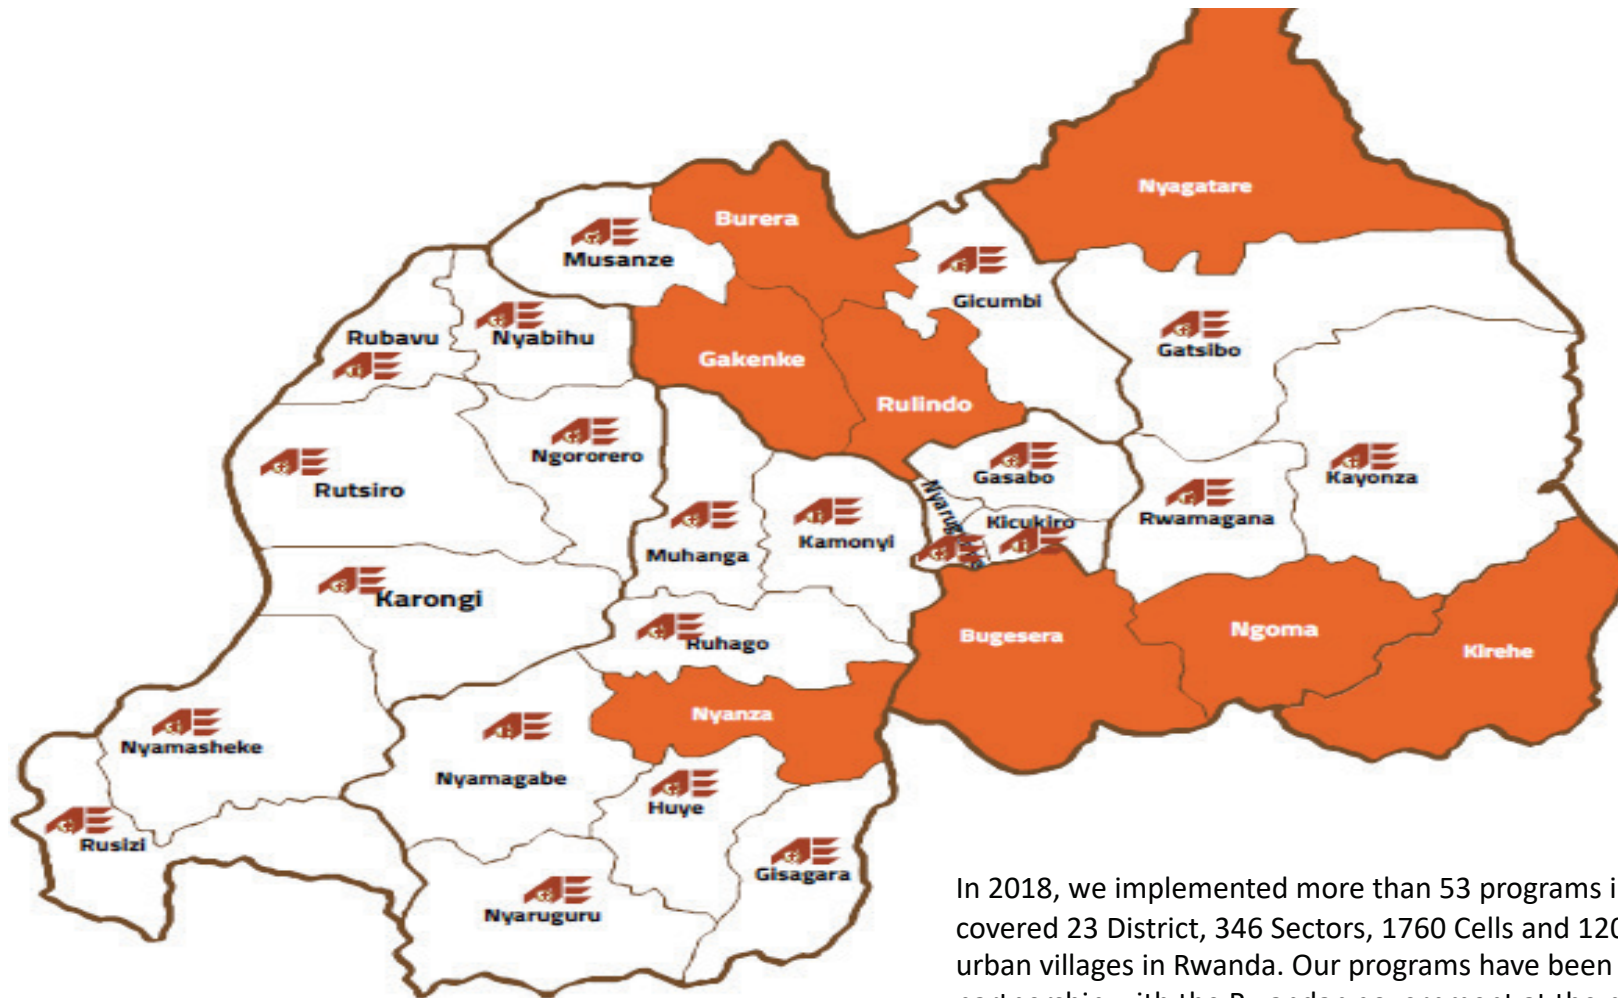 Nyagatare
Burera
Musanze
Gicumbi
Rubavu
Nyabihu
Gatsibo
Gakenke
Rulindo
Ngororero
Rutsiro
Gasabo
Kayonza
Kicukiro
Rwamagana
Muhanga
Kamonyi
Karongi
Ruhago
Bugesera
Ngoma
Kirehe
Nyanza
Nyamasheke
Nyamagabe
Huye
Rusizi
Gisagara
Nyaruguru
In 2018, we implemented more than 53 programs i
covered 23 District, 346 Sectors, 1760 Cells and 120
urban villages in Rwanda. Our programs have been